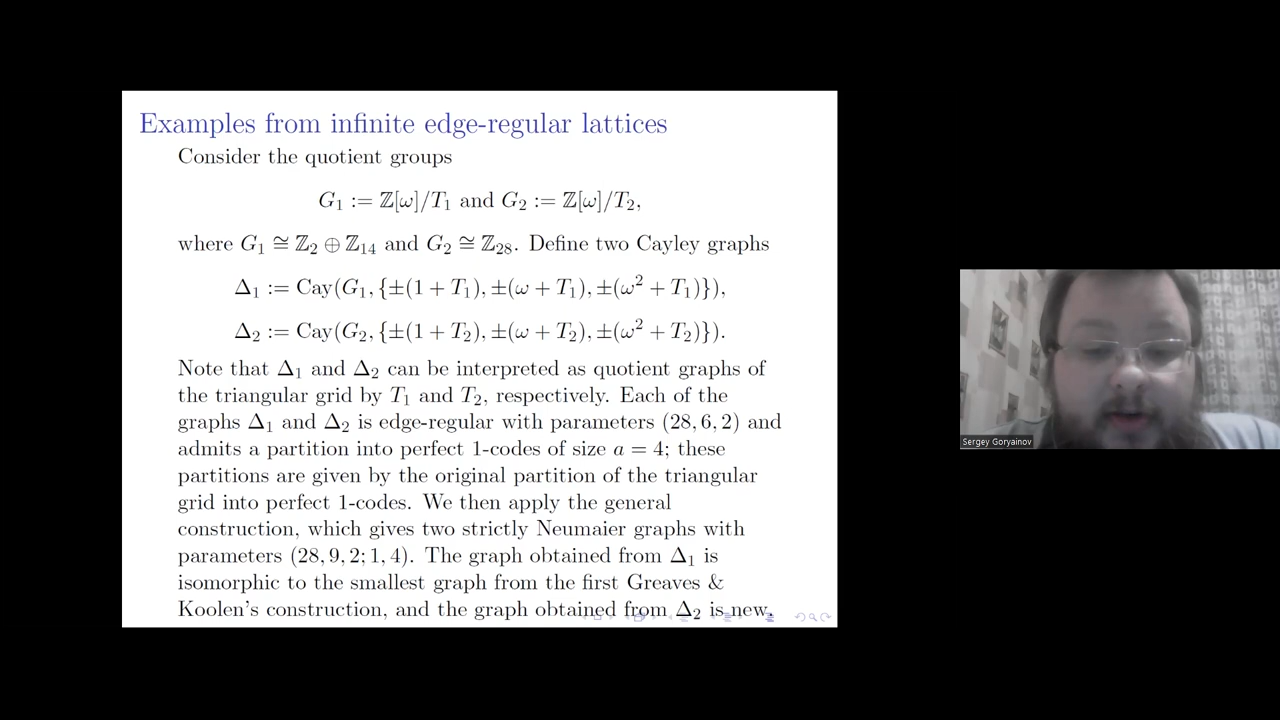 Examples from infinite edge-regular lattices
Consider the quotient groups
G₁ := ℤ[ω]/T₁ and G₂ := ℤ[ω]/T₂,
where G₁ ≅ ℤ₂ ⊕ ℤ₁₄ and G₂ ≅ ℤ₂₈. Define two Cayley graphs
Δ₁ := Cay(G₁, {±(1 + T₁), ±(ω + T₁), ±(ω² + T₁)}),
Δ₂ := Cay(G₂, {±(1 + T₂), ±(ω + T₂), ±(ω² + T₂)}).
Note that Δ₁ and Δ₂ can be interpreted as quotient graphs of
the triangular grid by T₁ and T₂, respectively. Each of the
graphs Δ₁ and Δ₂ is edge-regular with parameters (28, 6, 2) and
admits a partition into perfect 1-codes of size a = 4; these
partitions are given by the original partition of the triangular
grid into perfect 1-codes. We then apply the general
construction, which gives two strictly Neumaier graphs with
parameters (28, 9, 2; 1, 4). The graph obtained from Δ₁ is
isomorphic to the smallest graph from the first Greaves &
Koolen's construction, and the graph obtained from Δ₂ is new.
Sergey Goryainov